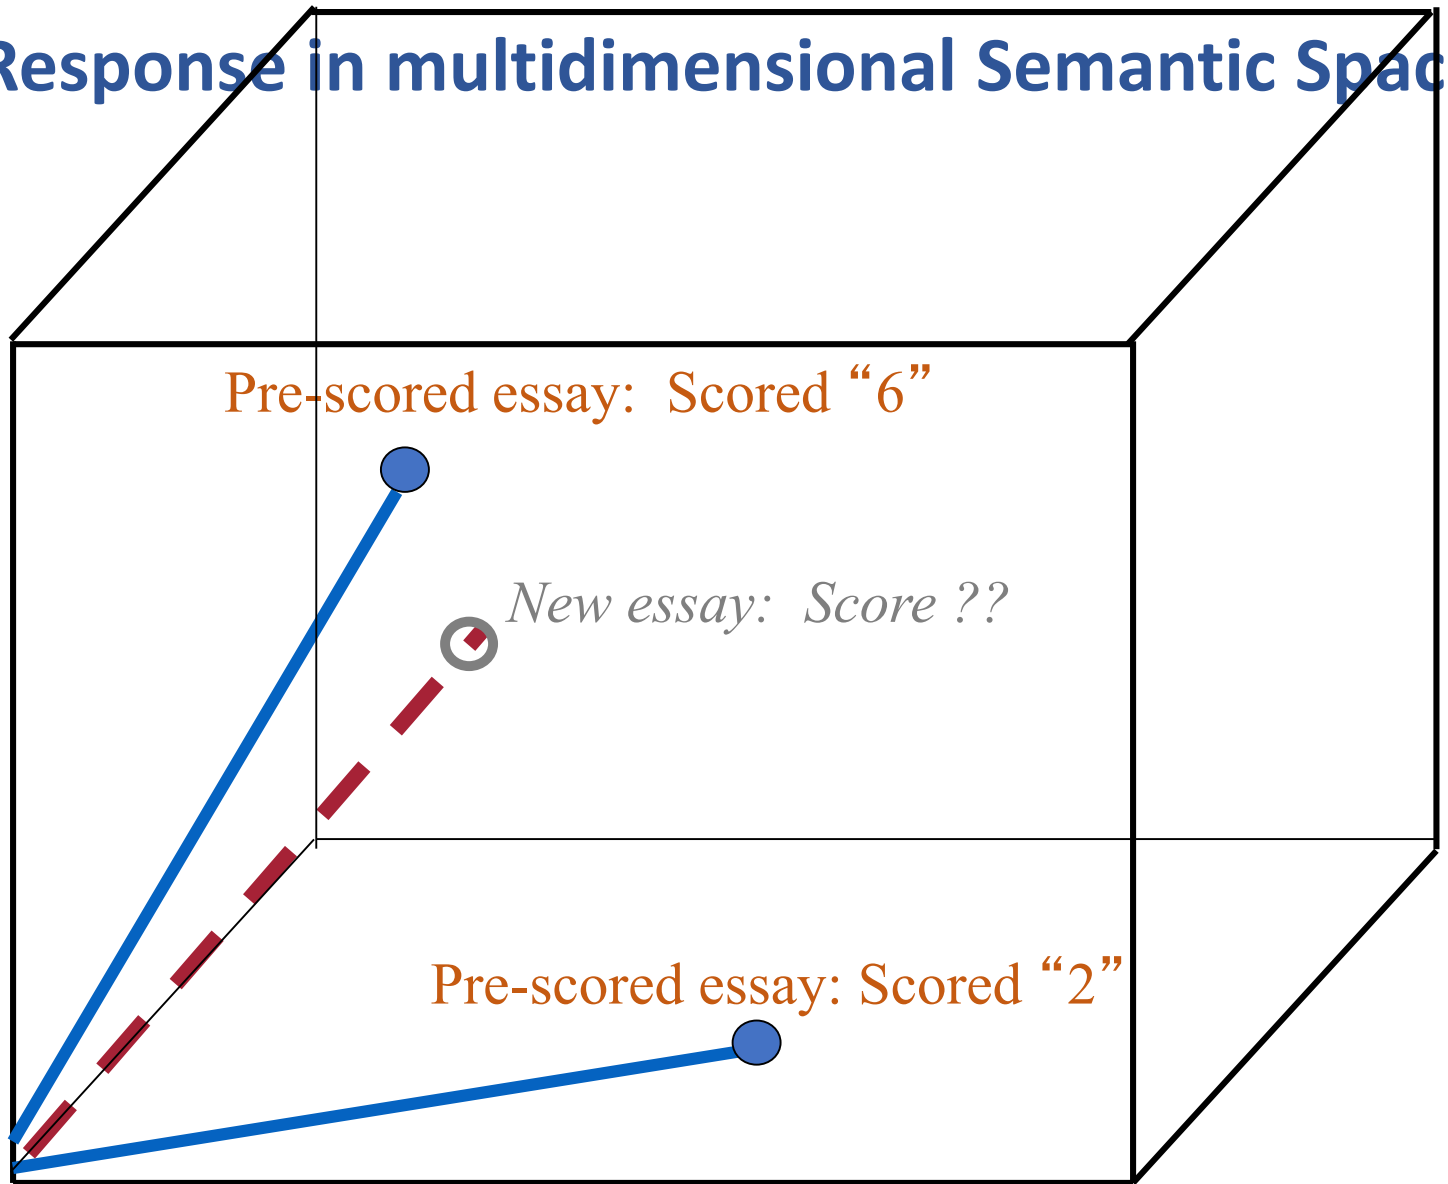 Response in multidimensional Semantic Spac
Pre-scored essay: Scored “6”
New essay: Score ??
Pre-scored essay: Scored “2”